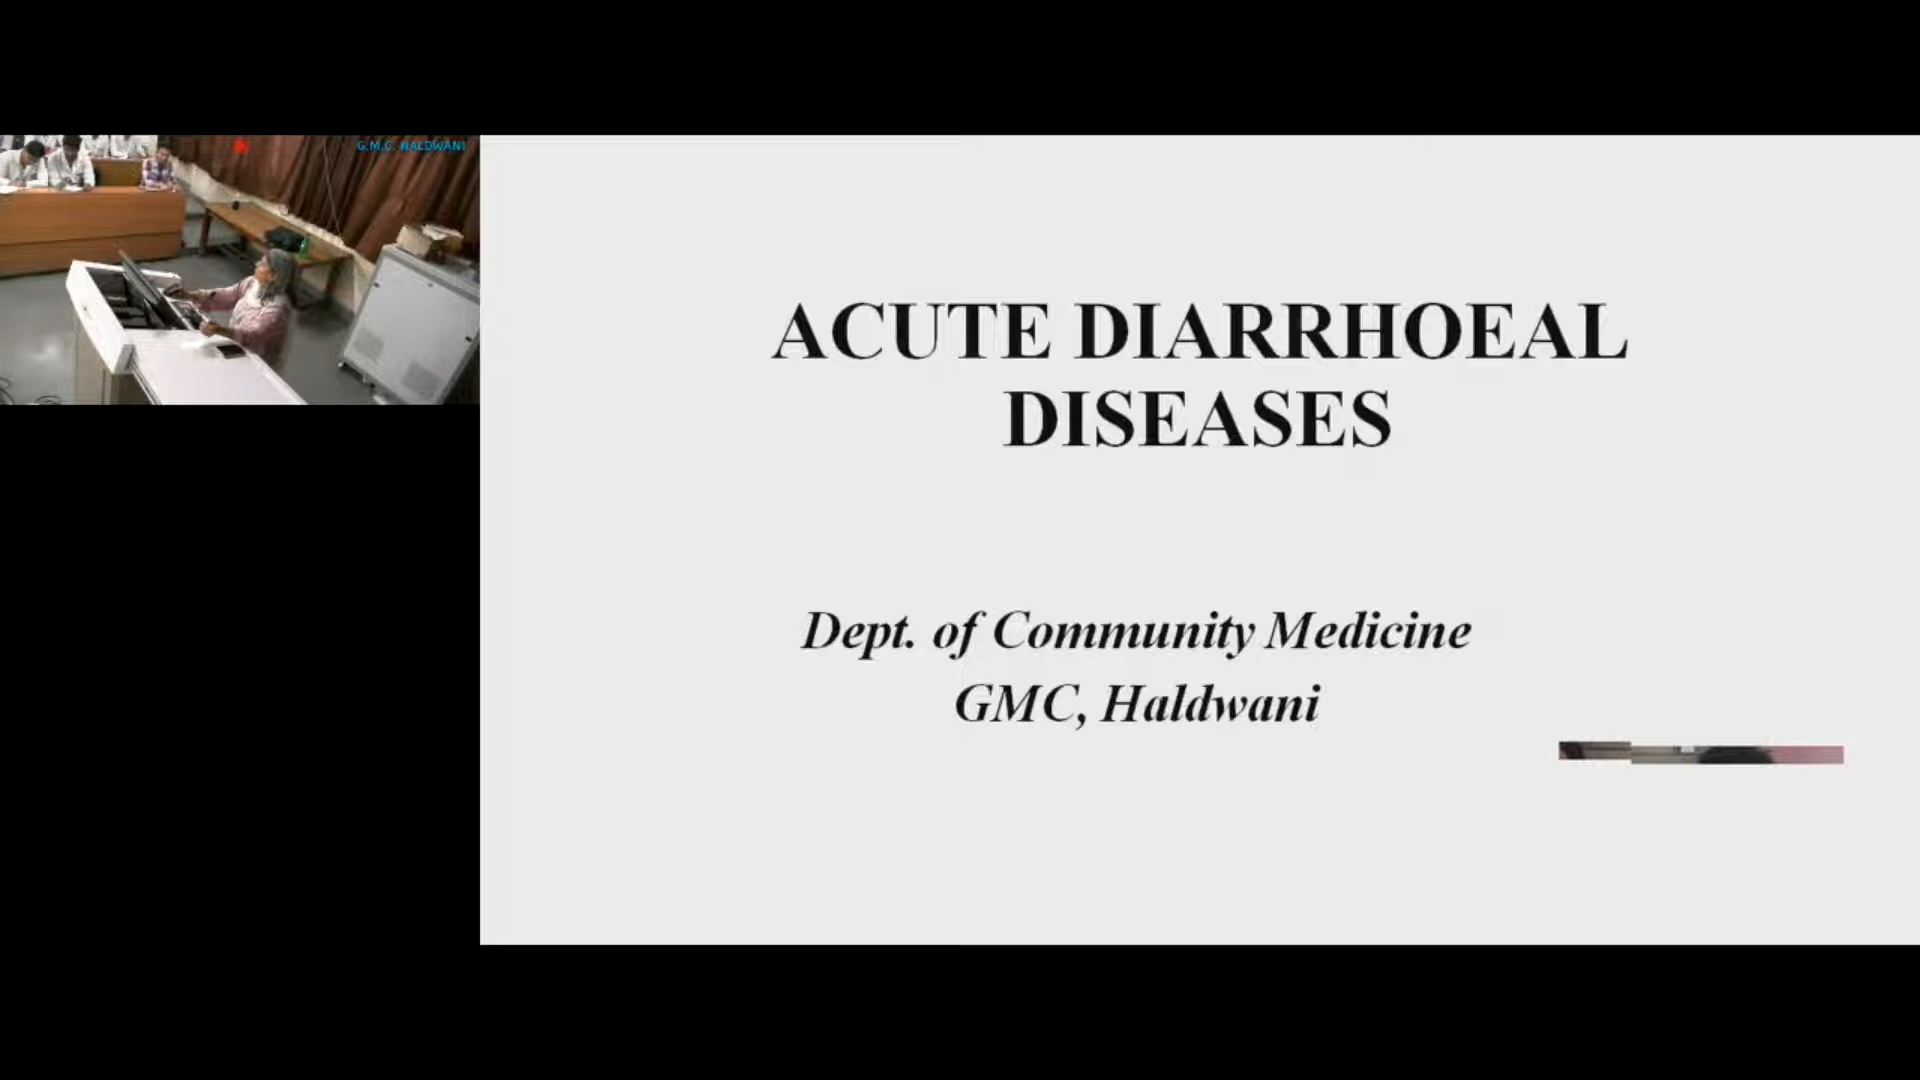 G.M.C. HALDWANI
ACUTE DIARRHOEAL
DISEASES
Dept. of Community Medicine
GMC, Haldwani